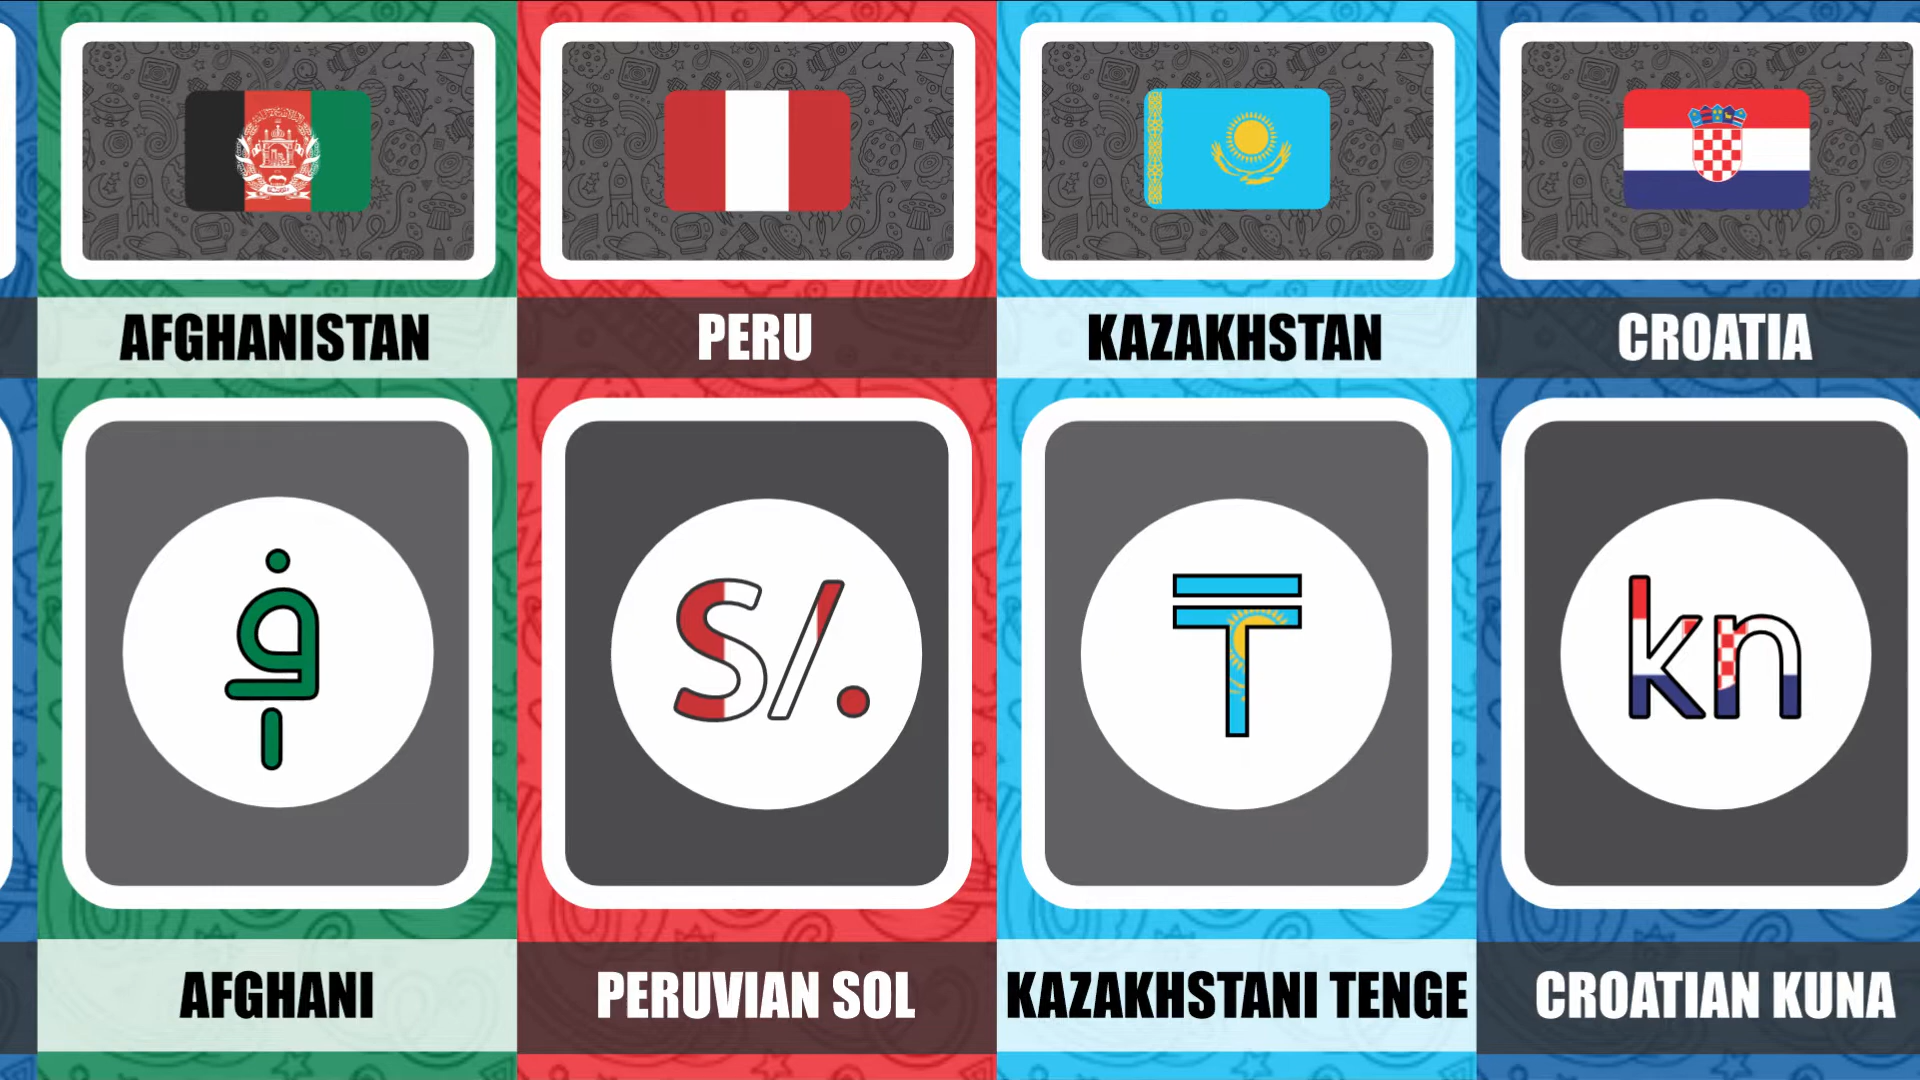 AFGHANISTAN
PERU
KAZAKHSTAN
CROATIA
؋
S/.
₸
kn
AFGHANI
PERUVIAN SOL
KAZAKHSTANI TENGE
CROATIAN KUNA